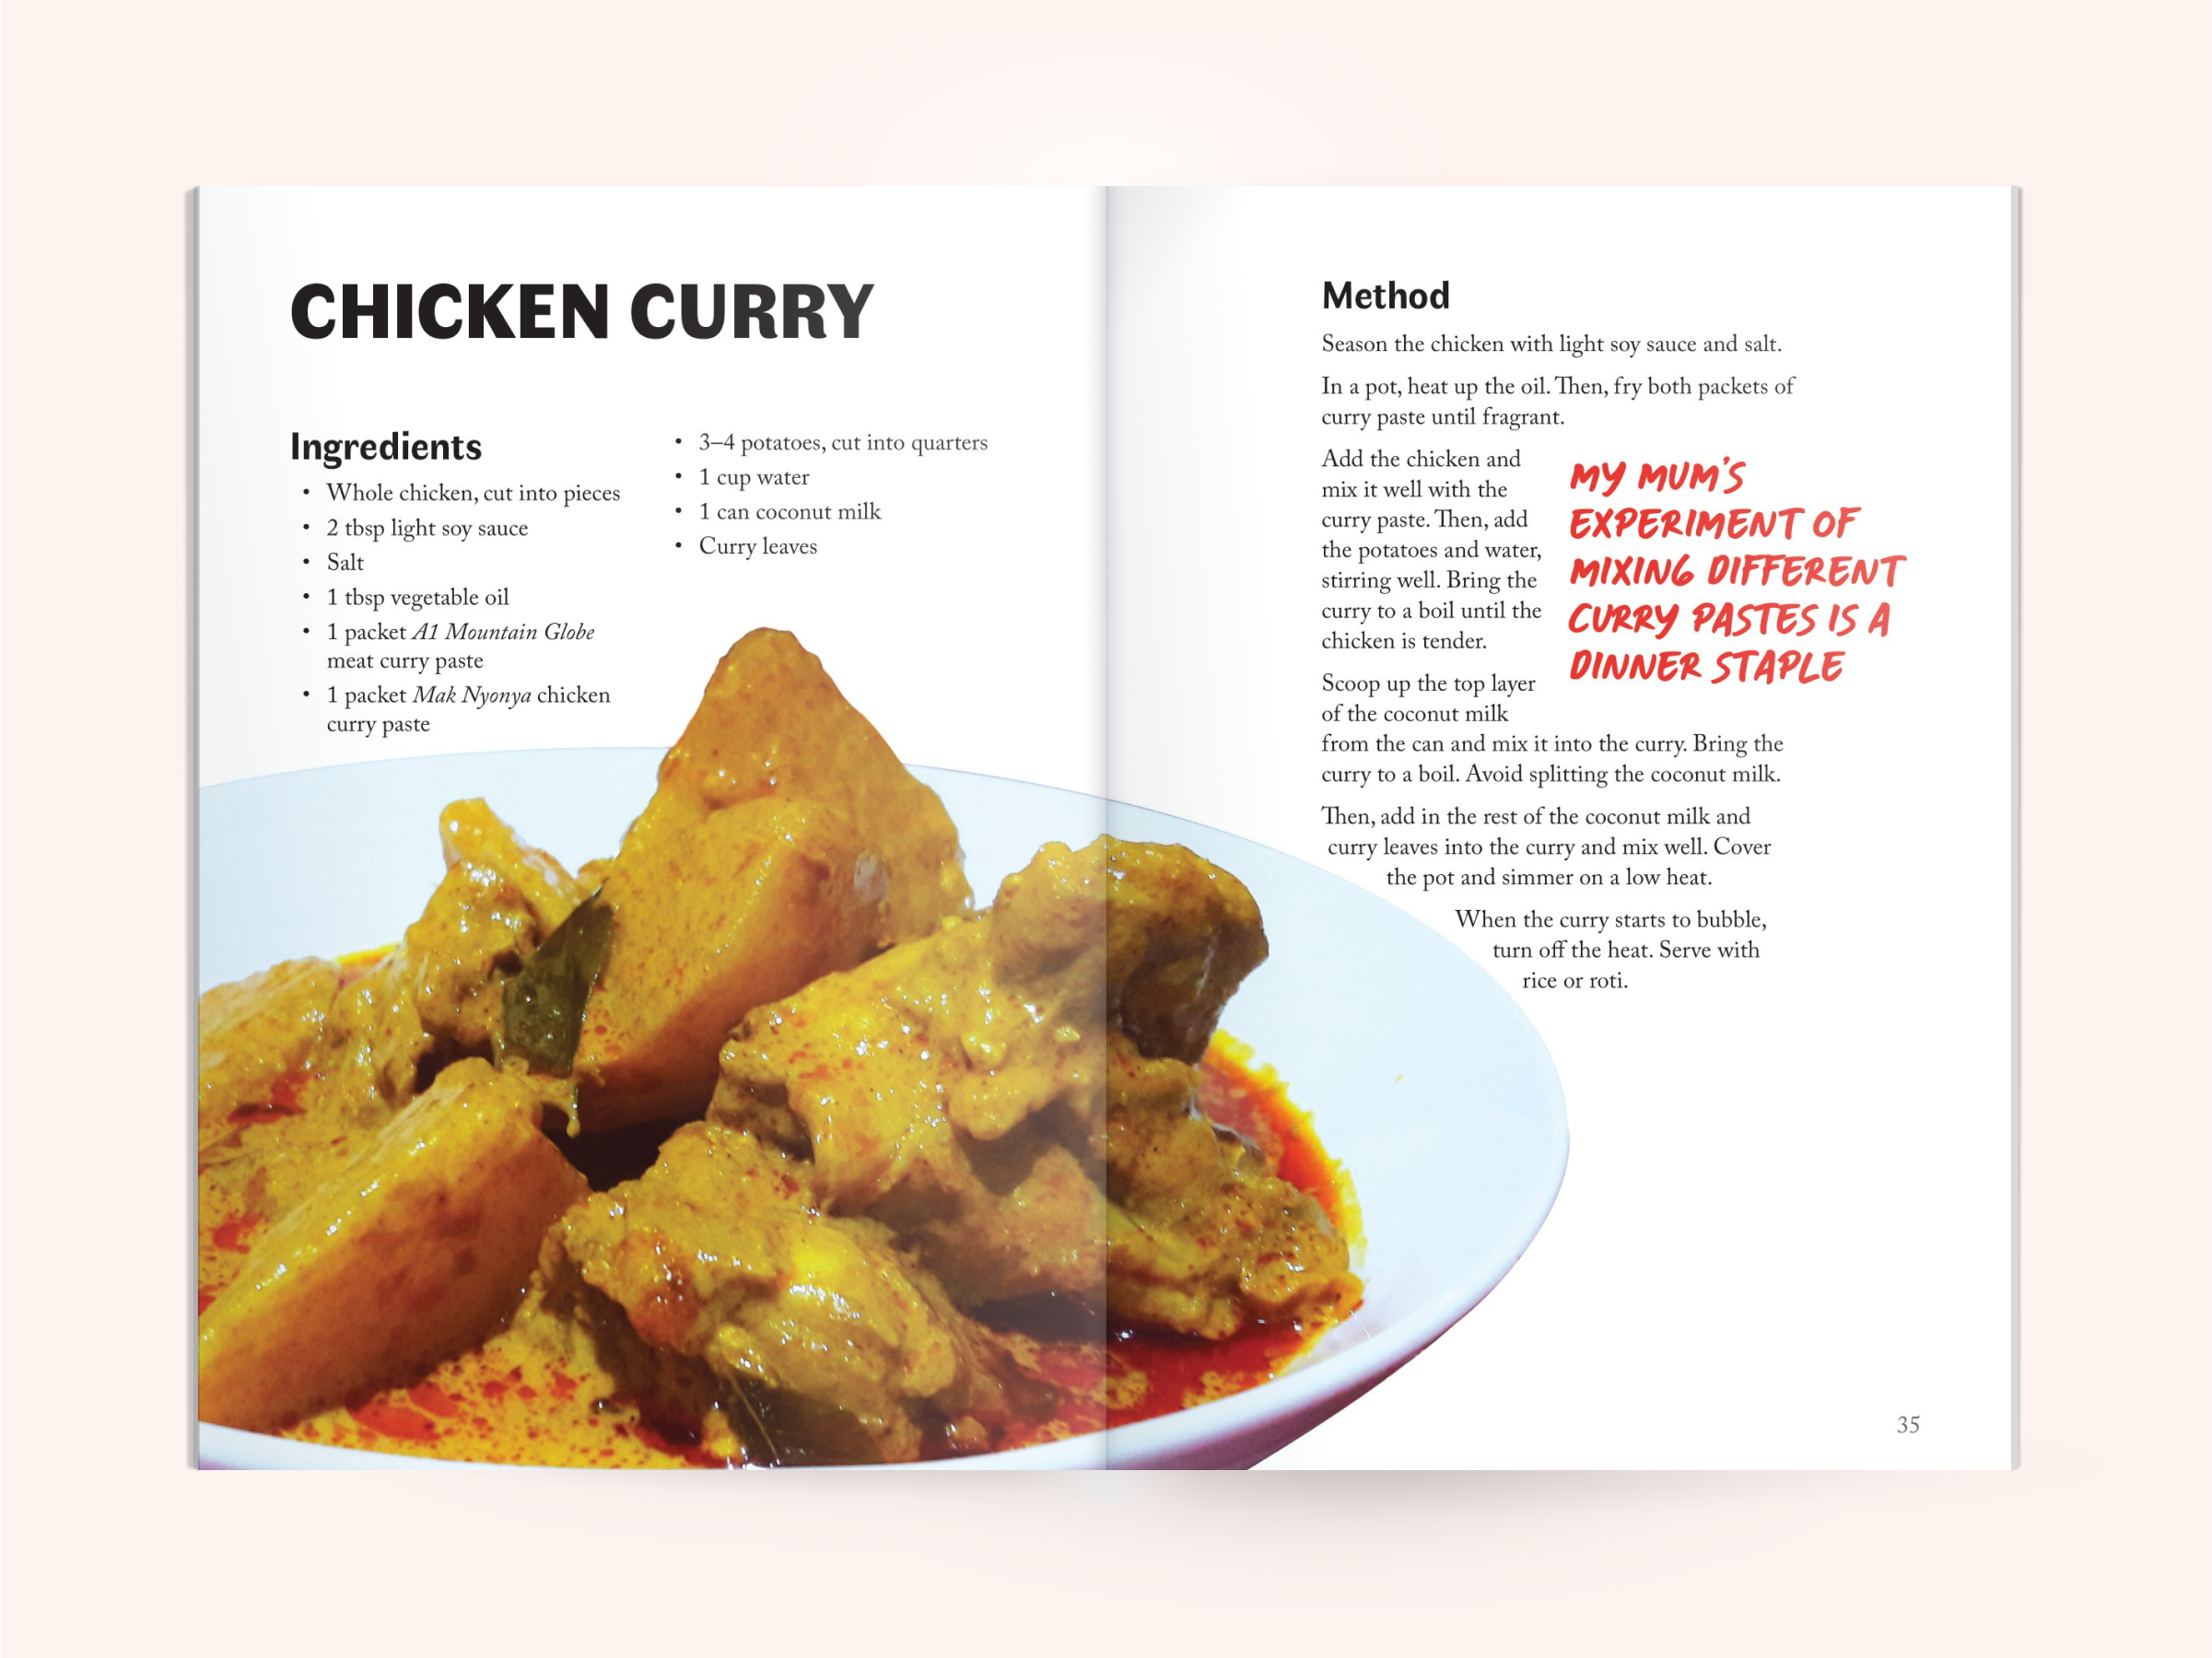 CHICKEN CURRY
Ingredients
• Whole chicken, cut into pieces
• 2 tbsp light soy sauce
• Salt
• 1 tbsp vegetable oil
• 1 packet A1 Mountain Globe
meat curry paste
• 1 packet Mak Nyonya chicken
curry paste
• 3–4 potatoes, cut into quarters
• 1 cup water
• 1 can coconut milk
• Curry leaves
Method
Season the chicken with light soy sauce and salt.
In a pot, heat up the oil. Then, fry both packets of
curry paste until fragrant.
Add the chicken and
mix it well with the
curry paste. Then, add
the potatoes and water,
stirring well. Bring the
curry to a boil until the
chicken is tender.
Scoop up the top layer
of the coconut milk
from the can and mix it into the curry. Bring the
curry to a boil. Avoid splitting the coconut milk.
Then, add in the rest of the coconut milk and
curry leaves into the curry and mix well. Cover
the pot and simmer on a low heat.
When the curry starts to bubble,
turn off the heat. Serve with
rice or roti.
MY MUM'S
EXPERIMENT OF
MIXING DIFFERENT
CURRY PASTES IS A
DINNER STAPLE
35